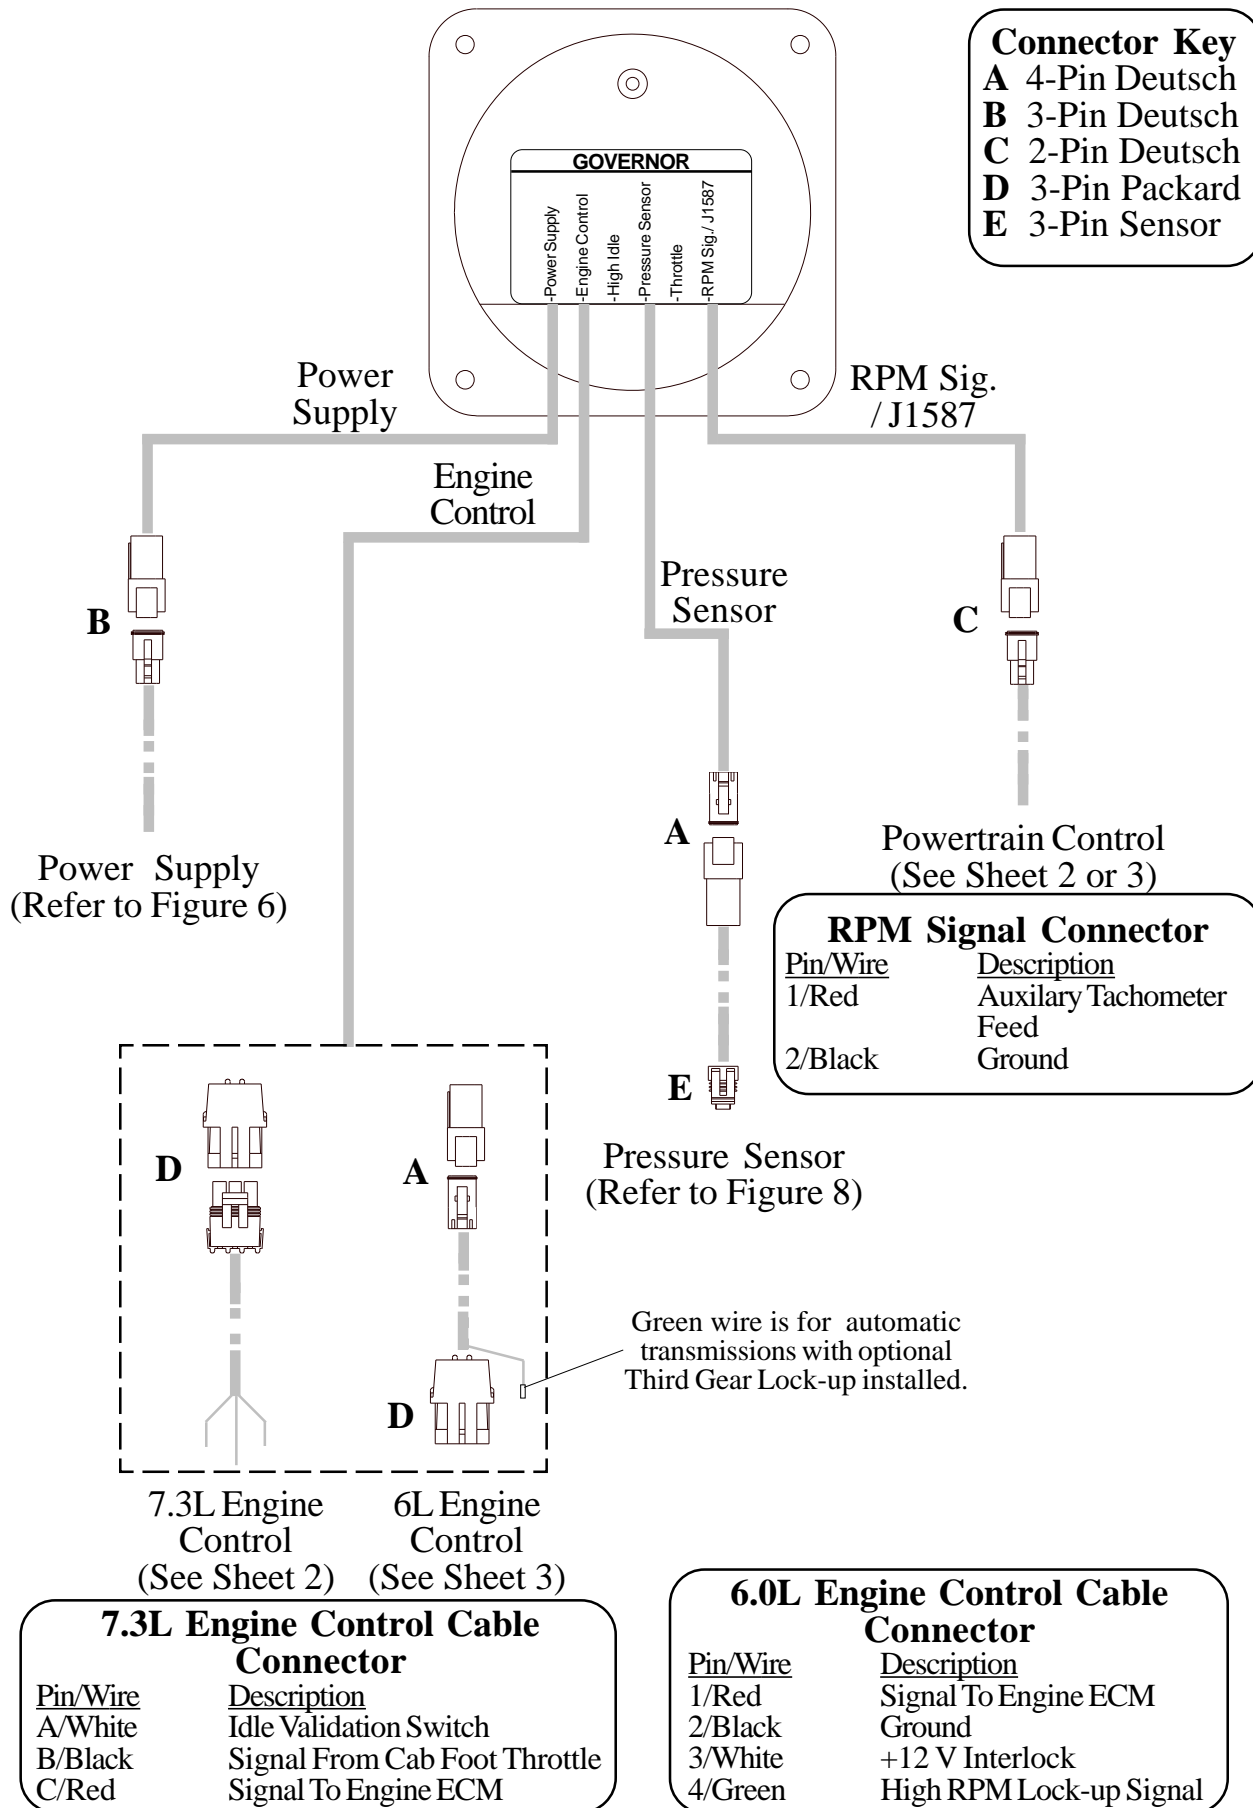 Connector Key
A 4-Pin Deutsch
B 3-Pin Deutsch
C 2-Pin Deutsch
D 3-Pin Packard
E 3-Pin Sensor
GOVERNOR
-Power Supply
-Engine Control
-High Idle
-Pressure Sensor
-Throttle
-RPM Sig./ J1587
Power
Supply
RPM Sig.
/ J1587
Engine
Control
Pressure
Sensor
B
C
A
Power Supply
(Refer to Figure 6)
Powertrain Control
(See Sheet 2 or 3)
RPM Signal Connector
Pin/Wire Description
1/Red Auxilary Tachometer
Feed
2/Black Ground
E
Pressure Sensor
(Refer to Figure 8)
D
A
Green wire is for automatic
transmissions with optional
Third Gear Lock-up installed.
D
7.3L Engine
Control
(See Sheet 2)
6L Engine
Control
(See Sheet 3)
7.3L Engine Control Cable
Connector
Pin/Wire Description
A/White Idle Validation Switch
B/Black Signal From Cab Foot Throttle
C/Red Signal To Engine ECM
6.0L Engine Control Cable
Connector
Pin/Wire Description
1/Red Signal To Engine ECM
2/Black Ground
3/White +12 V Interlock
4/Green High RPM Lock-up Signal